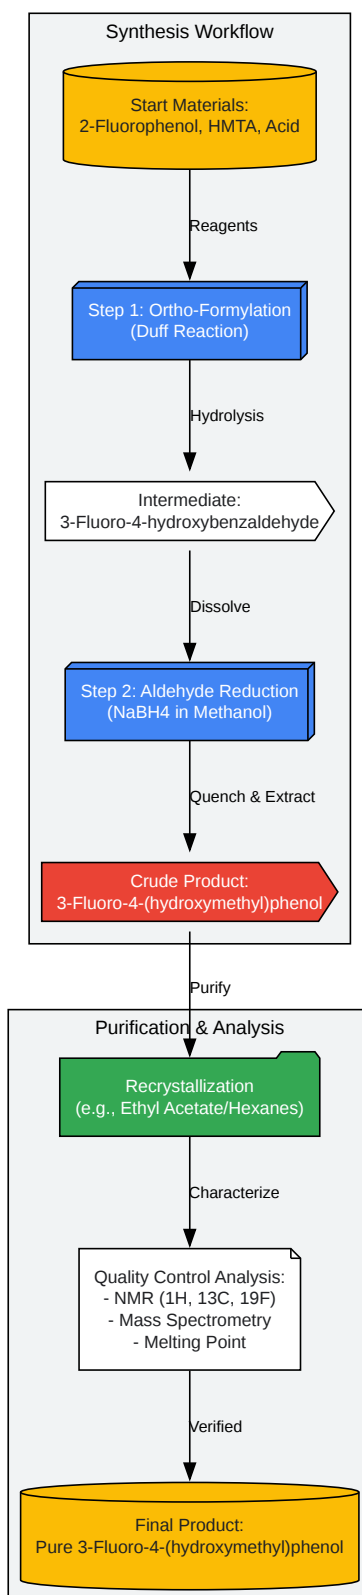 Synthesis Workflow
Start Materials:
2-Fluorophenol, HMTA, Acid
Reagents
Step 1: Ortho-Formylation
(Duff Reaction)
Hydrolysis
Intermediate:
3-Fluoro-4-hydroxybenzaldehyde
Dissolve
Step 2: Aldehyde Reduction
(NaBH4 in Methanol)
Quench & Extract
Crude Product:
3-Fluoro-4-(hydroxymethyl)phenol
Purify
Purification & Analysis
Recrystallization
(e.g., Ethyl Acetate/Hexanes)
Characterize
Quality Control Analysis:
- NMR (1H, 13C, 19F)
- Mass Spectrometry
- Melting Point
Verified
Final Product:
Pure 3-Fluoro-4-(hydroxymethyl)phenol